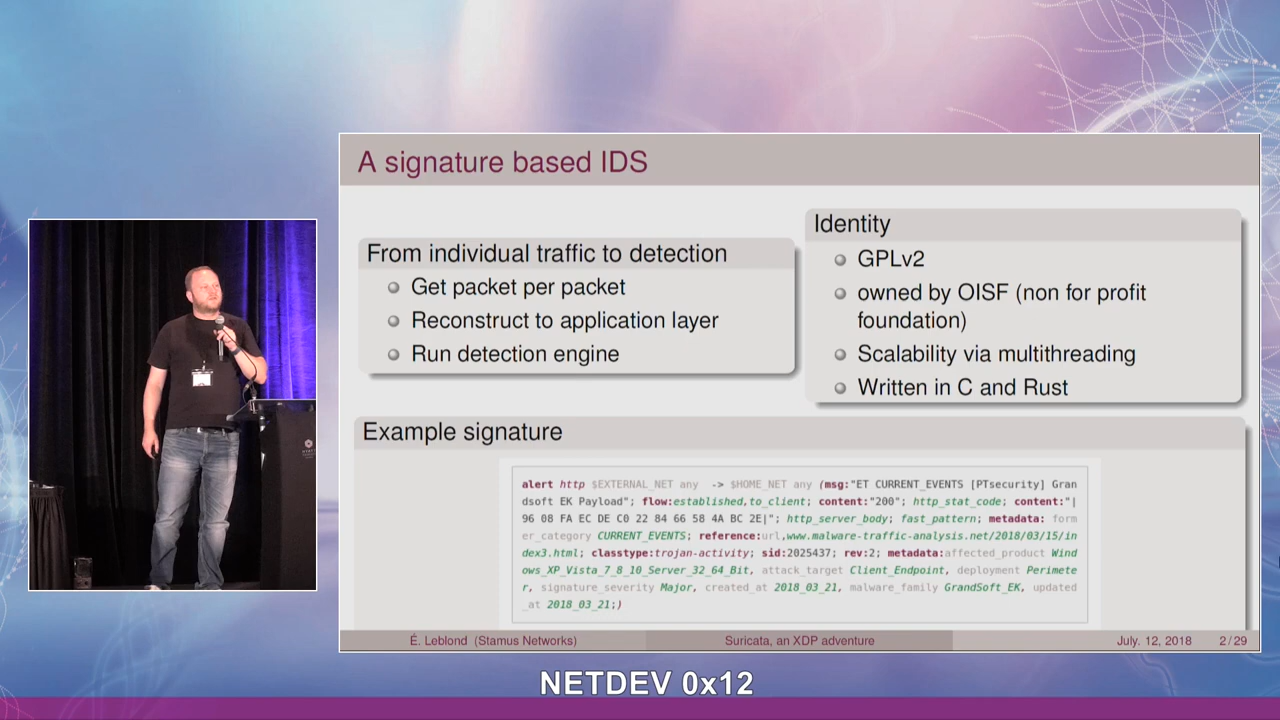 A signature based IDS
From individual traffic to detection
Get packet per packet
Reconstruct to application layer
Run detection engine
Identity
GPLv2
owned by OISF (non for profit
foundation)
Scalability via multithreading
Written in C and Rust
Example signature
alert http $EXTERNAL_NET any -> $HOME_NET any (msg:"ET CURRENT_EVENTS [PTsecurity] Gran
dsoft EK Payload"; flow:established,to_client; content:"200"; http_stat_code; content:"|
96 08 FA EC DE C0 22 84 66 58 4A BC 2E|"; http_server_body; fast_pattern; metadata: form
er_category CURRENT_EVENTS; reference:url,www.malware-traffic-analysis.net/2018/03/15/in
dex3.html; classtype:trojan-activity; sid:2025437; rev:2; metadata:affected_product Wind
ows_XP_Vista_7_8_10_Server_32_64_Bit, attack_target Client_Endpoint, deployment Perimete
r, signature_severity Major, created_at 2018_03_21, malware_family GrandSoft_EK, updated
_at 2018_03_21;)
É. Leblond (Stamus Networks)
Suricata, an XDP adventure
July. 12, 2018
2 / 29
NETDEV 0x12